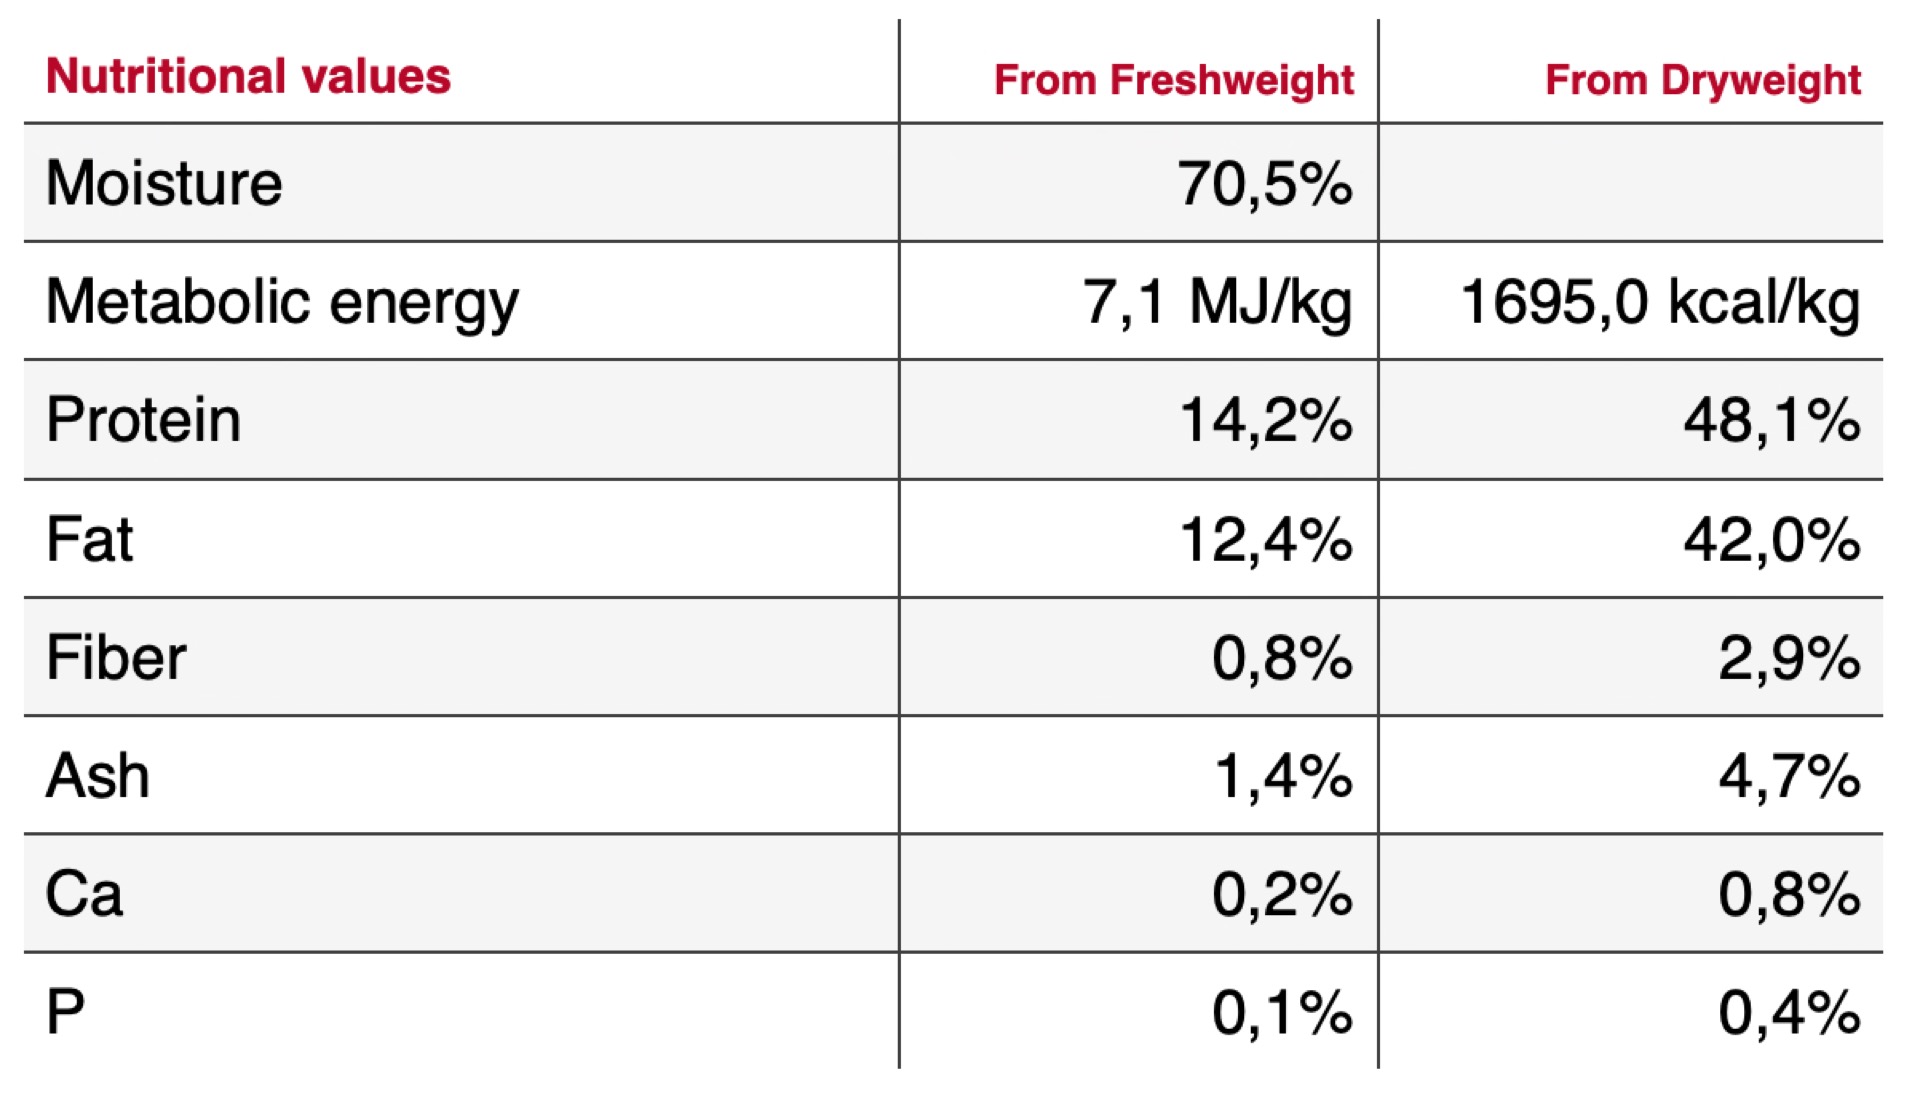 Nutritional values From Freshweight From Dryweight
Moisture 70,5%
Metabolic energy 7,1 MJ/kg 1695,0 kcal/kg
Protein 14,2% 48,1%
Fat 12,4% 42,0%
Fiber 0,8% 2,9%
Ash 1,4% 4,7%
Ca 0,2% 0,8%
P 0,1% 0,4%